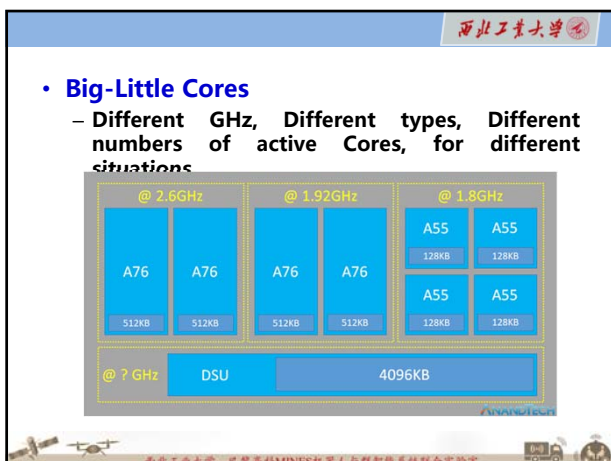 西北工业大学
• Big-Little Cores
– Different GHz, Different types, Different
numbers of active Cores, for different
situations
@ 2.6GHz @ 1.92GHz @ 1.8GHz
A55 A55
128KB 128KB
A76 A76 A76 A76
A55 A55
512KB 512KB 512KB 512KB 128KB 128KB
@ ? GHz DSU 4096KB
ANANDTECH